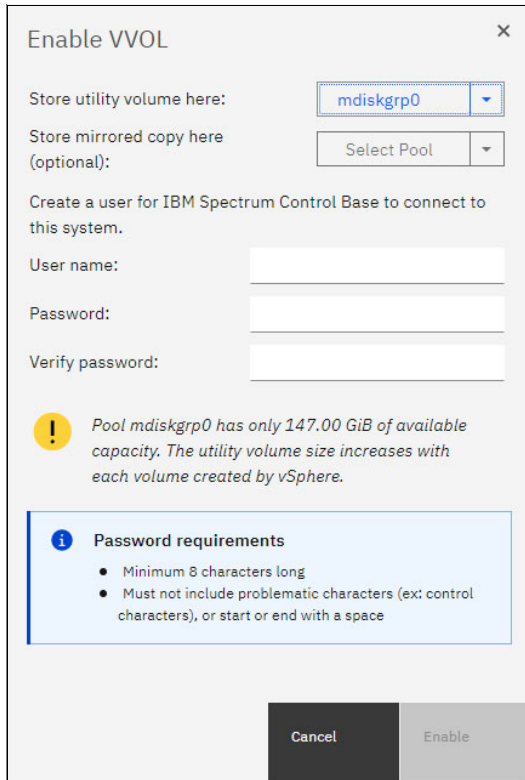 Enable VVOL
×
Store utility volume here:
mdiskgrp0
Store mirrored copy here
(optional):
Select Pool
Create a user for IBM Spectrum Control Base to connect to
this system.
User name:
Password:
Verify password:
Pool mdiskgrp0 has only 147.00 GiB of available
capacity. The utility volume size increases with
each volume created by vSphere.
Password requirements
● Minimum 8 characters long
● Must not include problematic characters (ex: control
characters), or start or end with a space
Cancel
Enable